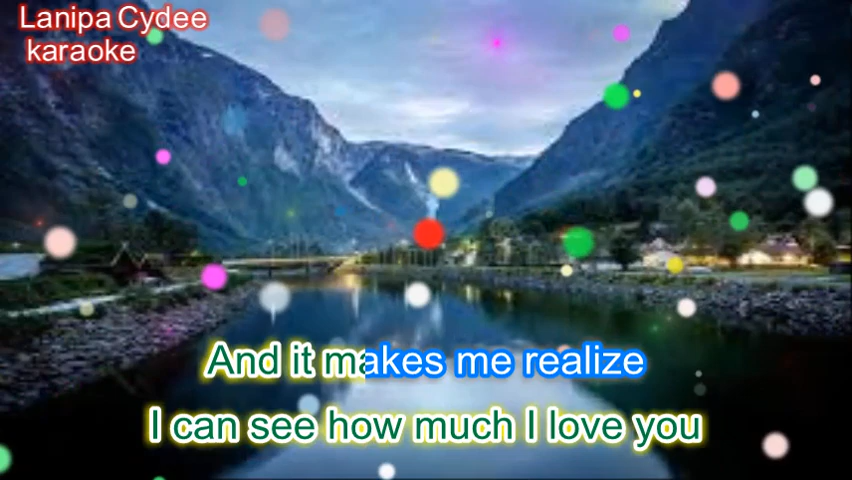 Lanipa Cydee
karaoke
And it makes me realize
I can see how much I love you